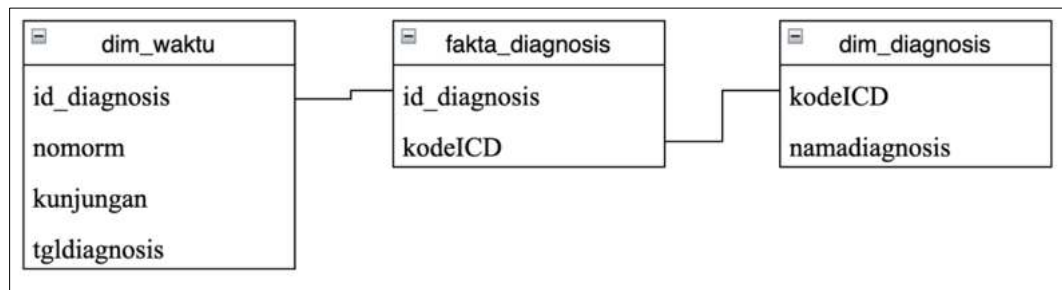 dim_waktu
id_diagnosis
nomorm
kunjungan
tgldiagnosis
fakta_diagnosis
id_diagnosis
kodeICD
dim_diagnosis
kodeICD
namadiagnosis